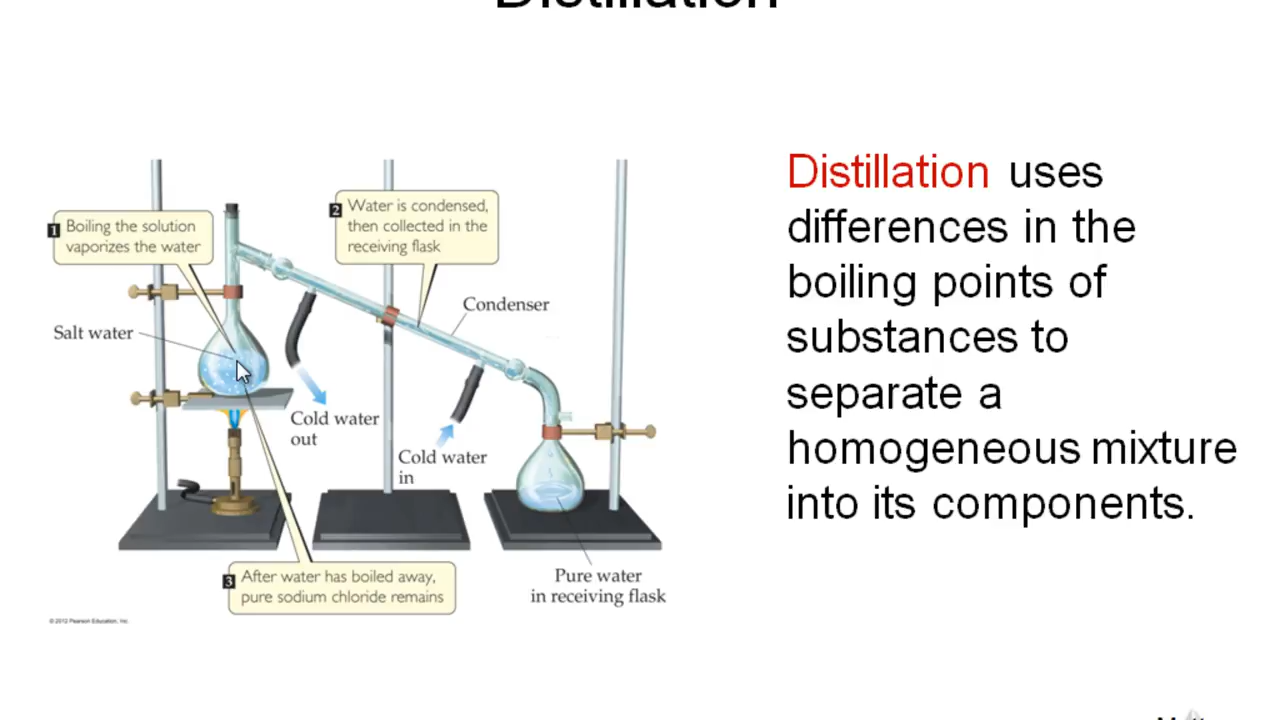 Distillation
1 Boiling the solution
vaporizes the water
2 Water is condensed,
then collected in the
receiving flask
Condenser
Salt water
Cold water
out
Cold water
in
3 After water has boiled away,
pure sodium chloride remains
Pure water
in receiving flask
© 2012 Pearson Education, Inc.
Distillation uses
differences in the
boiling points of
substances to
separate a
homogeneous mixture
into its components.